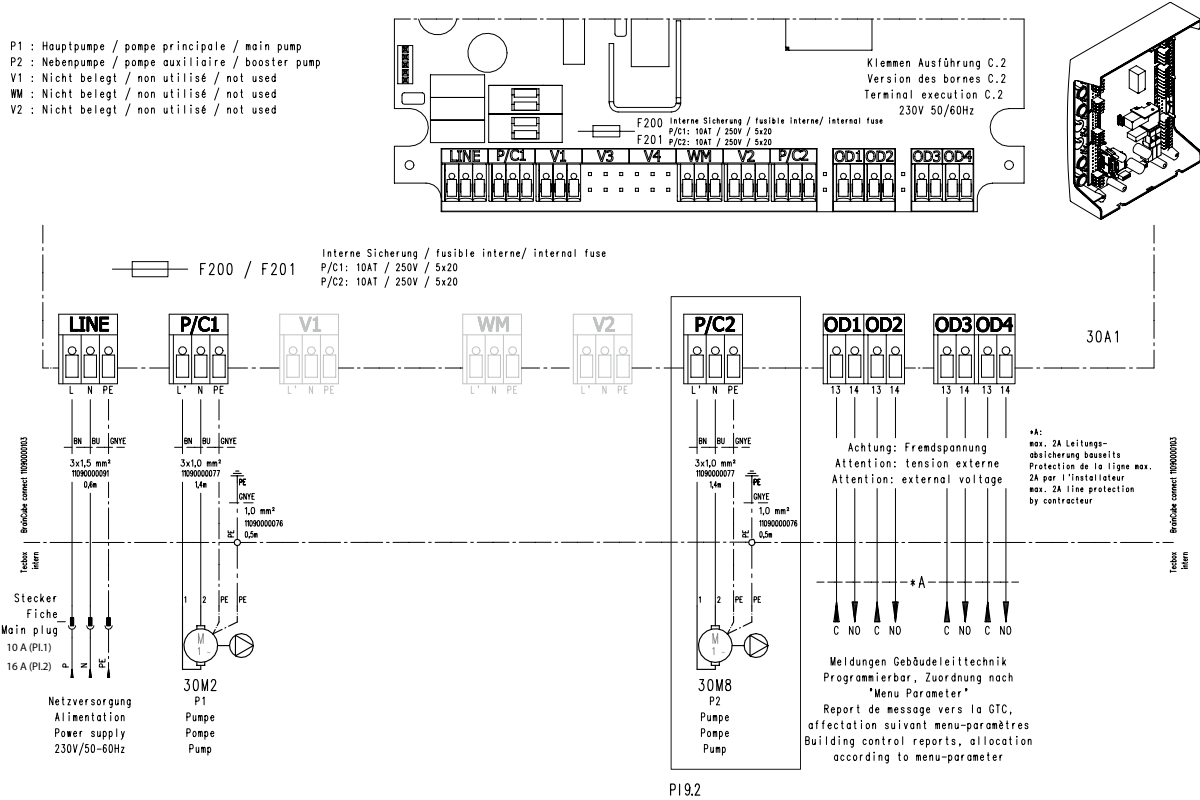 P1 : Hauptpumpe / pompe principale / main pump
P2 : Nebenpumpe / pompe auxiliaire / booster pump
V1 : Nicht belegt / non utilisé / not used
WM : Nicht belegt / non utilisé / not used
V2 : Nicht belegt / non utilisé / not used
Klemmen Ausführung C.2
Version des bornes C.2
Terminal execution C.2
230V 50/60Hz
F200
F201
Interne Sicherung / fusible interne/ internal fuse
P/C1: 10AT / 250V / 5x20
P/C2: 10AT / 250V / 5x20
LINE P/C1 V1 V3 V4 WM V2 P/C2 OD1 OD2 OD3 OD4
F200 / F201
Interne Sicherung / fusible interne/ internal fuse
P/C1: 10AT / 250V / 5x20
P/C2: 10AT / 250V / 5x20
LINE P/C1 V1 WM V2 P/C2 OD1 OD2 OD3 OD4
30A1
L N PE L' N PE L' N PE L' N PE L' N PE L' N PE 13 14 13 14 13 14 13 14
BN BU GNYE BN BU GNYE BN BU GNYE
3x1,5 mm²
11090000091
0,6m
3x1,0 mm²
11090000077
1,4m
PE
GNYE
1,0 mm²
11090000076
0,5m
PE
3x1,0 mm²
11090000077
1,4m
PE
GNYE
1,0 mm²
11090000076
0,5m
PE
Achtung: Fremdspannung
Attention: tension externe
Attention: external voltage
*A:
max. 2A Leitungs-
absicherung bauseits
Protection de la ligne max.
2A par l'installateur
max. 2A line protection
by contracteur
BrainCube connect 11090000103
Tecbox
intern
BrainCube connect 11090000103
Tecbox
intern
Stecker
Fiche
Main plug
10 A (PI.1)
16 A (PI.2)
P N PE
Netzversorgung
Alimentation
Power supply
230V/50-60Hz
1 2 PE PE
M
1 ~
30M2
P1
Pumpe
Pompe
Pump
1 2 PE PE
M
1 ~
30M8
P2
Pumpe
Pompe
Pump
PI9.2
*A
C NO C NO C NO C NO
Meldungen Gebäudeleittechnik
Programmierbar, Zuordnung nach
"Menu Parameter"
Report de message vers la GTC,
affectation suivant menu-paramètres
Building control reports, allocation
according to menu-parameter